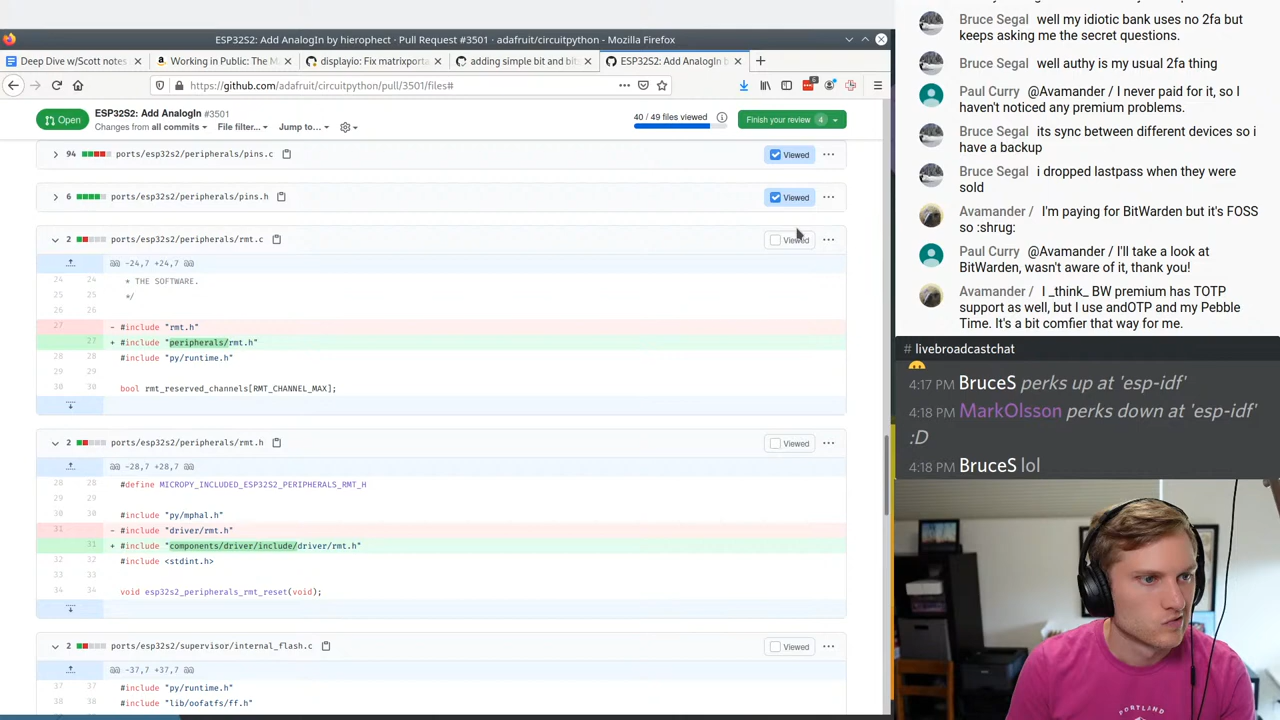 ESP32S2: Add AnalogIn by hierophect · Pull Request #3501 · adafruit/circuitpython - Mozilla Firefox
Deep Dive w/Scott notes
Working in Public: The Ma
displayio: Fix matrixporta
adding simple bit and bits
ESP32S2: Add AnalogIn b
https://github.com/adafruit/circuitpython/pull/3501/files#
6
Open
ESP32S2: Add AnalogIn #3501
Changes from all commits
File filter...
Jump to...
40 / 49 files viewed
Finish your review 4
94 ports/esp32s2/peripherals/pins.c Viewed
6 ports/esp32s2/peripherals/pins.h Viewed
2 ports/esp32s2/peripherals/rmt.c Viewed
@@ -24,7 +24,7 @@
24 24 * THE SOFTWARE.
25 25 */
26 26
27 - #include "rmt.h"
27 + #include "peripherals/rmt.h"
28 28 #include "py/runtime.h"
29 29
30 30 bool rmt_reserved_channels[RMT_CHANNEL_MAX];
2 ports/esp32s2/peripherals/rmt.h Viewed
@@ -28,7 +28,7 @@
28 28 #define MICROPY_INCLUDED_ESP32S2_PERIPHERALS_RMT_H
29 29
30 30 #include "py/mphal.h"
31 - #include "driver/rmt.h"
31 + #include "components/driver/include/driver/rmt.h"
32 32 #include <stdint.h>
33 33
34 34 void esp32s2_peripherals_rmt_reset(void);
2 ports/esp32s2/supervisor/internal_flash.c Viewed
@@ -37,7 +37,7 @@
37 37 #include "py/runtime.h"
38 38 #include "lib/oofatfs/ff.h"
Bruce Segal well my idiotic bank uses no 2fa but
keeps asking me the secret questions.
Bruce Segal well authy is my usual 2fa thing
Paul Curry @Avamander / I never paid for it, so I
haven't noticed any premium problems.
Bruce Segal its sync between different devices so i
have a backup
Bruce Segal i dropped lastpass when they were
sold
Avamander / I'm paying for BitWarden but it's FOSS
so :shrug:
Paul Curry @Avamander / I'll take a look at
BitWarden, wasn't aware of it, thank you!
Avamander / I _think_ BW premium has TOTP
support as well, but I use andOTP and my Pebble
Time. It's a bit comfier that way for me.
# livebroadcastchat
4:17 PM BruceS perks up at 'esp-idf'
4:18 PM MarkOlsson perks down at 'esp-idf'
:D
4:18 PM BruceS lol
PORTLAND